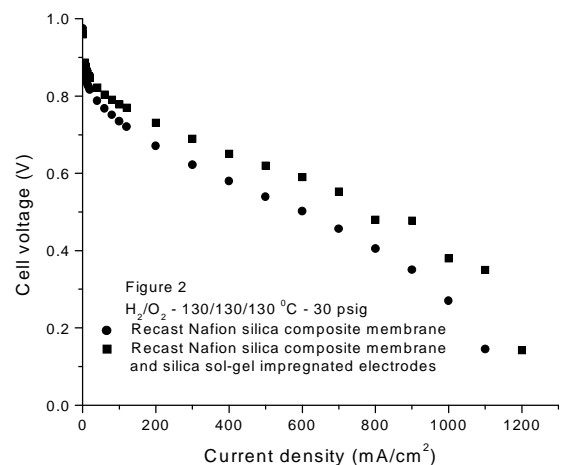 1.0
0.8
0.6
0.4
0.2
0.0
Cell voltage (V)
Figure 2
H₂/O₂ - 130/130/130 ⁰C - 30 psig
Recast Nafion silica composite membrane
Recast Nafion silica composite membrane
and silica sol-gel impregnated electrodes
0 200 400 600 800 1000 1200
Current density (mA/cm²)